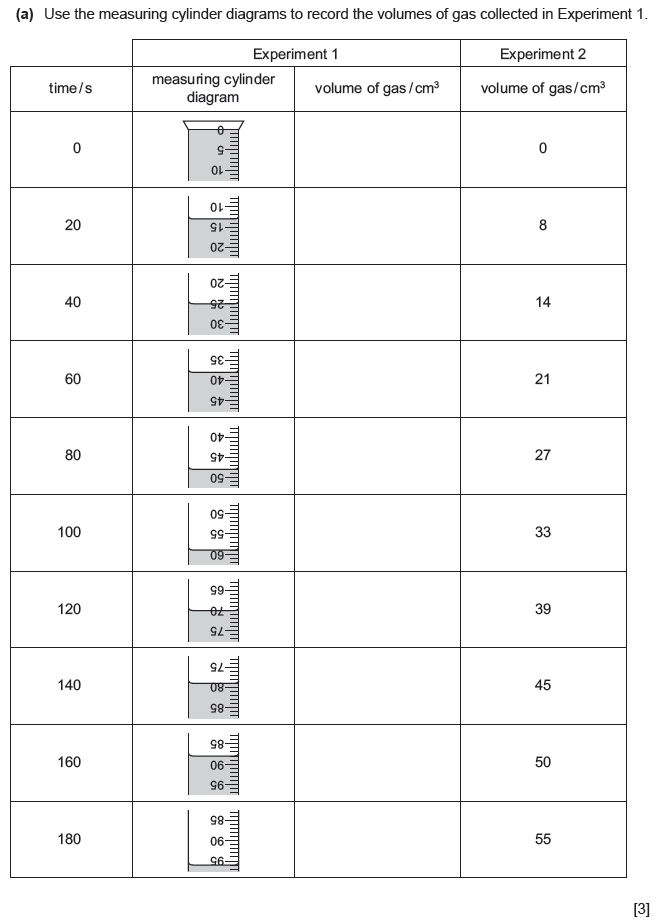 (a) Use the measuring cylinder diagrams to record the volumes of gas collected in Experiment 1.
Experiment 1 Experiment 2
time/s measuring cylinder diagram volume of gas/cm³ volume of gas/cm³
0 0 5 10 0
20 10 15 20 8
40 20 25 30 14
60 35 40 45 21
80 40 45 50 27
100 50 55 60 33
120 65 70 75 39
140 75 80 85 45
160 85 90 95 50
180 85 90 95 55
[3]